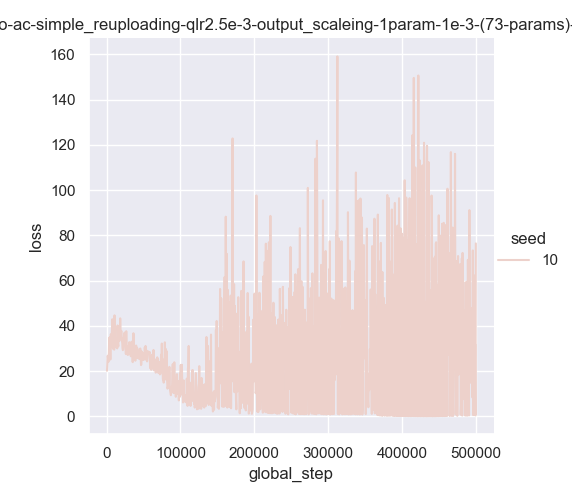 o-ac-simple_reuploading-qlr2.5e-3-output_scaleing-1param-1e-3-(73-params)-
160
140
120
100
80
60
40
20
0
loss
0 100000 200000 300000 400000 500000
global_step
seed
10